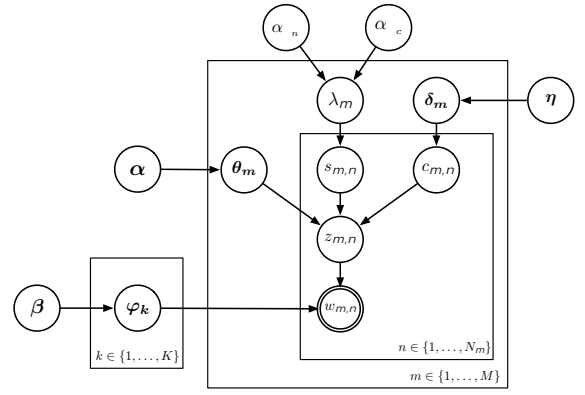 α_n α_c
λ_m δ_m η
α θ_m s_{m,n} c_{m,n}
z_{m,n}
β φ_k w_{m,n}
n ∈ {1, . . . , N_m}
k ∈ {1, . . . , K}
m ∈ {1, . . . , M}